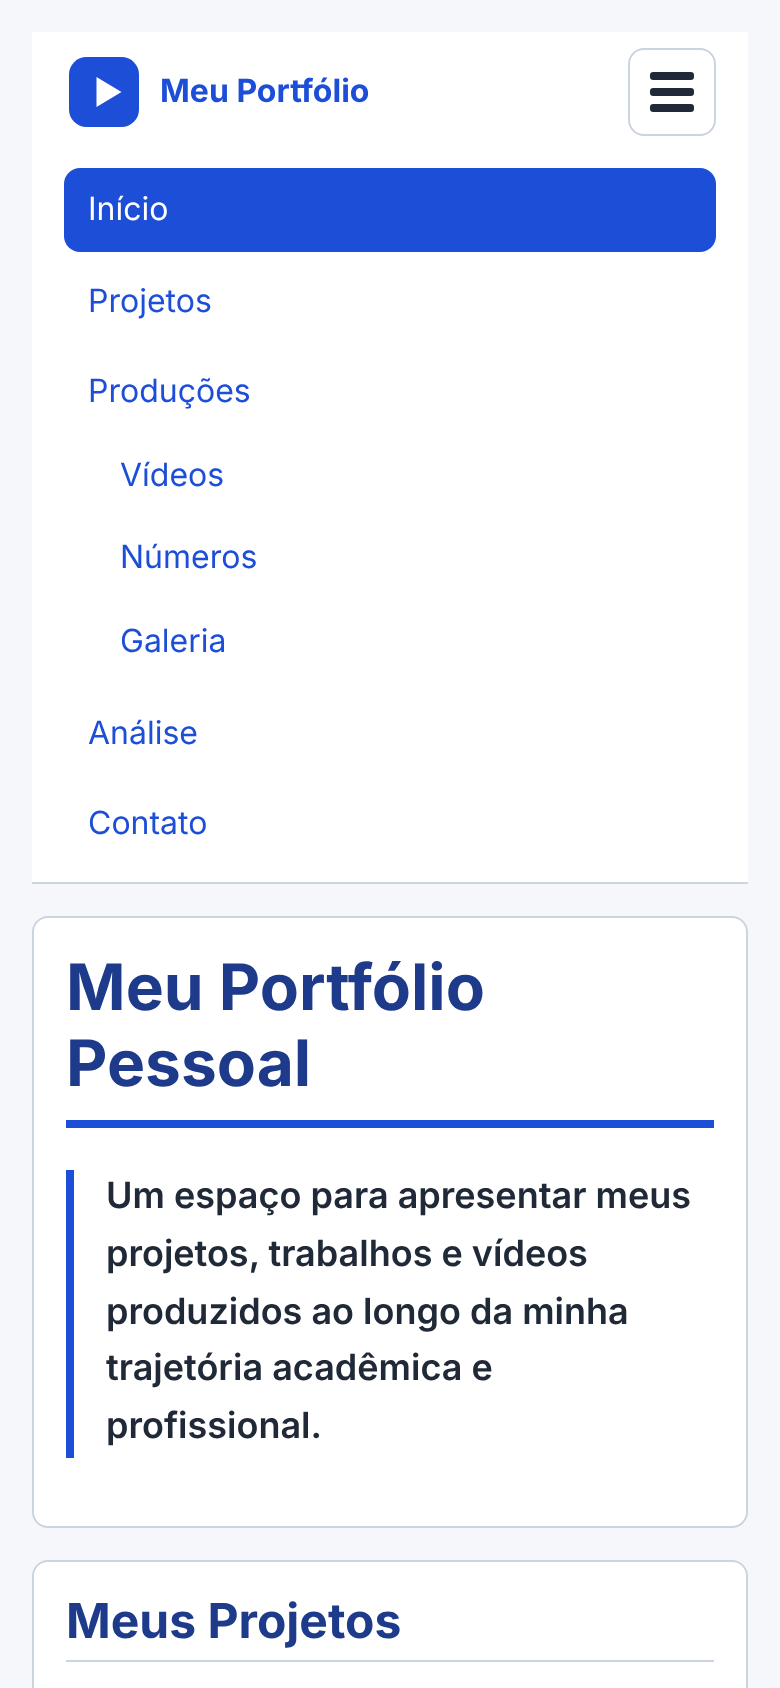 Meu Portfólio
Início
Projetos
Produções
Vídeos
Números
Galeria
Análise
Contato
Meu Portfólio
Pessoal
Um espaço para apresentar meus
projetos, trabalhos e vídeos
produzidos ao longo da minha
trajetória acadêmica e
profissional.
Meus Projetos